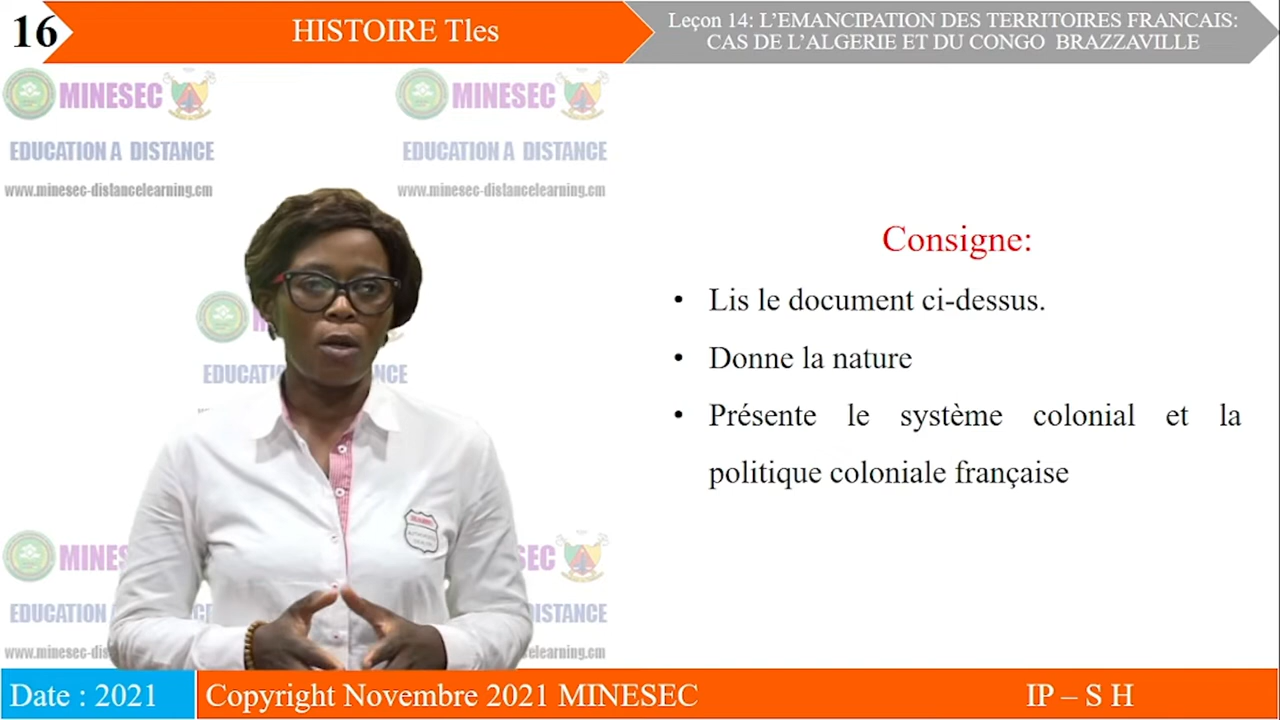 16
HISTOIRE Tles
Leçon 14: L’EMANCIPATION DES TERRITOIRES FRANCAIS:
CAS DE L’ALGERIE ET DU CONGO BRAZZAVILLE
MINESEC
EDUCATION A DISTANCE
www.minesec-distancelearning.cm
MINESEC
EDUCATION A DISTANCE
www.minesec-distancelearning.cm
Consigne:
• Lis le document ci-dessus.
• Donne la nature
• Présente le système colonial et la
politique coloniale française
Date : 2021
Copyright Novembre 2021 MINESEC
IP – S H